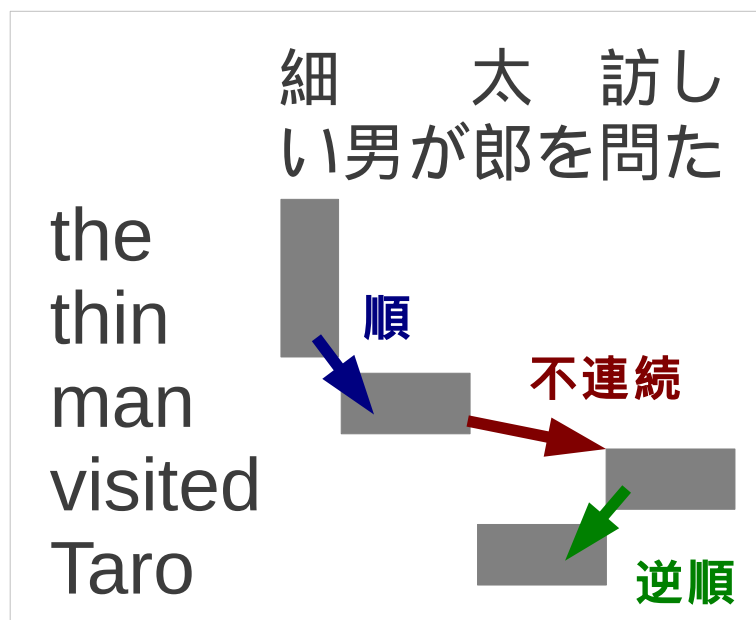 細 太 訪し
い男が郎を問た
the
thin
順
不連続
man
visited
Taro
逆順